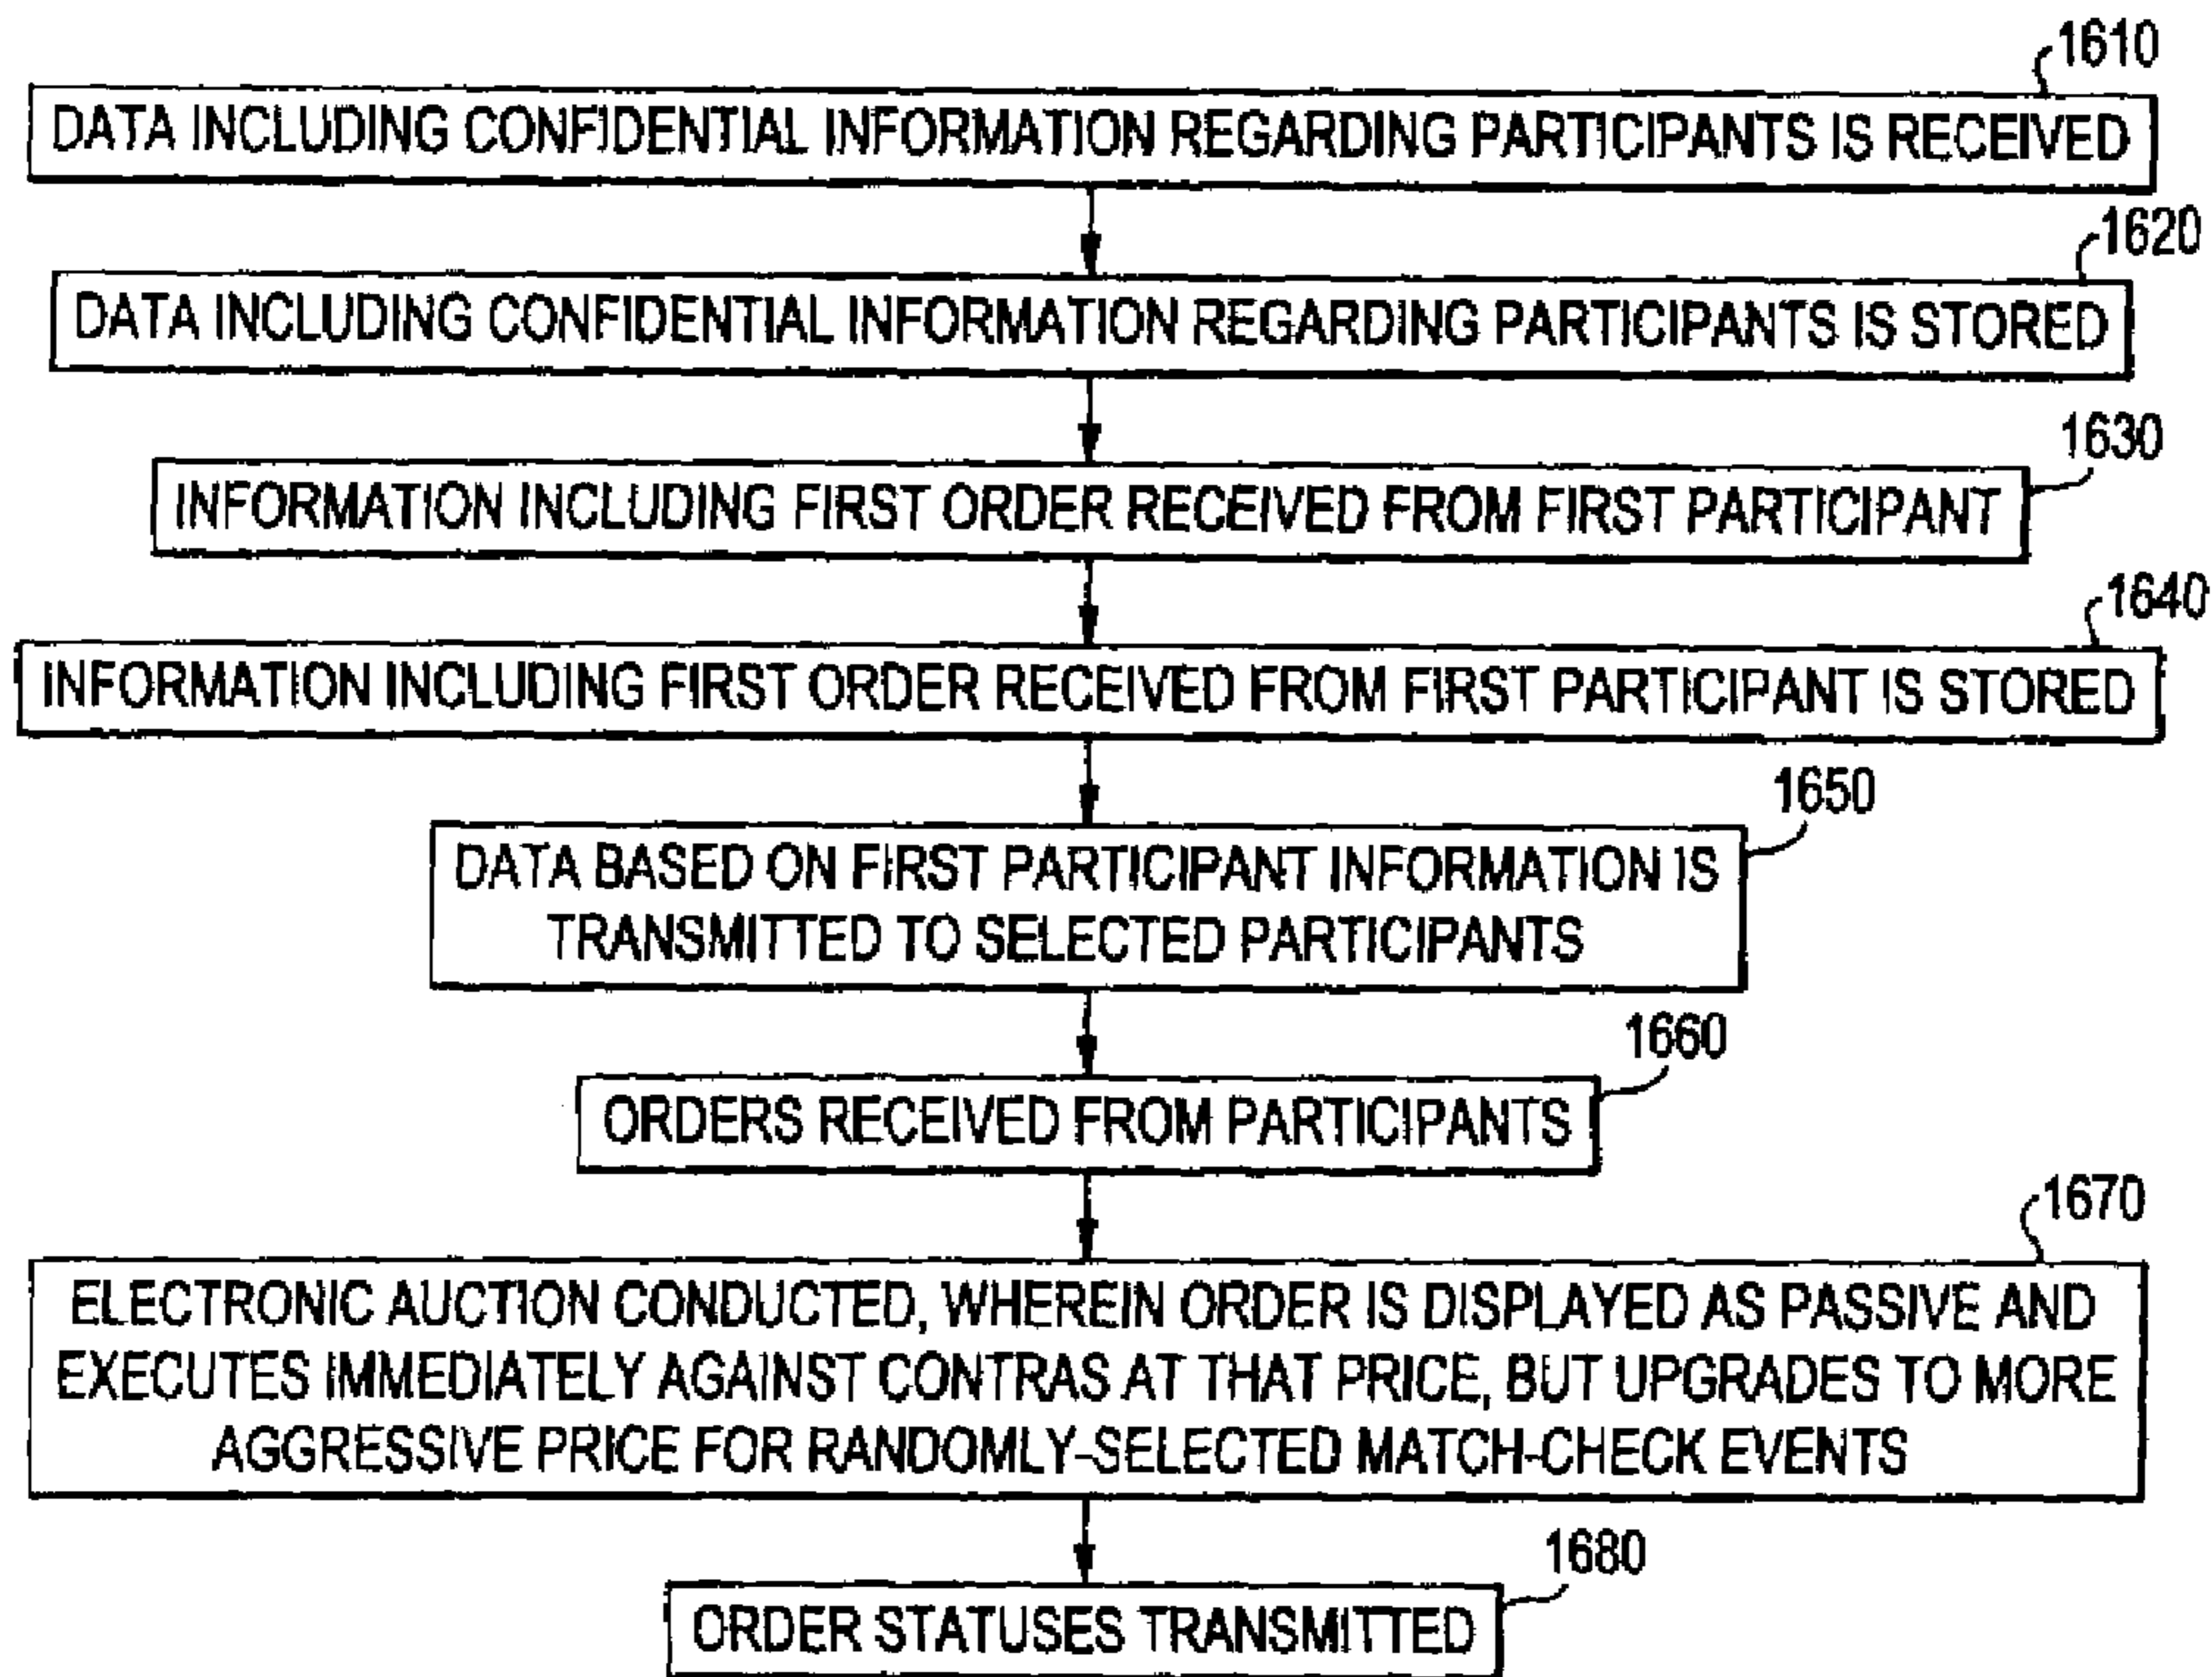 1610
DATA INCLUDING CONFIDENTIAL INFORMATION REGARDING PARTICIPANTS IS RECEIVED
1620
DATA INCLUDING CONFIDENTIAL INFORMATION REGARDING PARTICIPANTS IS STORED
1630
INFORMATION INCLUDING FIRST ORDER RECEIVED FROM FIRST PARTICIPANT
1640
INFORMATION INCLUDING FIRST ORDER RECEIVED FROM FIRST PARTICIPANT IS STORED
1650
DATA BASED ON FIRST PARTICIPANT INFORMATION IS
TRANSMITTED TO SELECTED PARTICIPANTS
1660
ORDERS RECEIVED FROM PARTICIPANTS
1670
ELECTRONIC AUCTION CONDUCTED, WHEREIN ORDER IS DISPLAYED AS PASSIVE AND
EXECUTES IMMEDIATELY AGAINST CONTRAS AT THAT PRICE, BUT UPGRADES TO MORE
AGGRESSIVE PRICE FOR RANDOMLY-SELECTED MATCH-CHECK EVENTS
1680
ORDER STATUSES TRANSMITTED